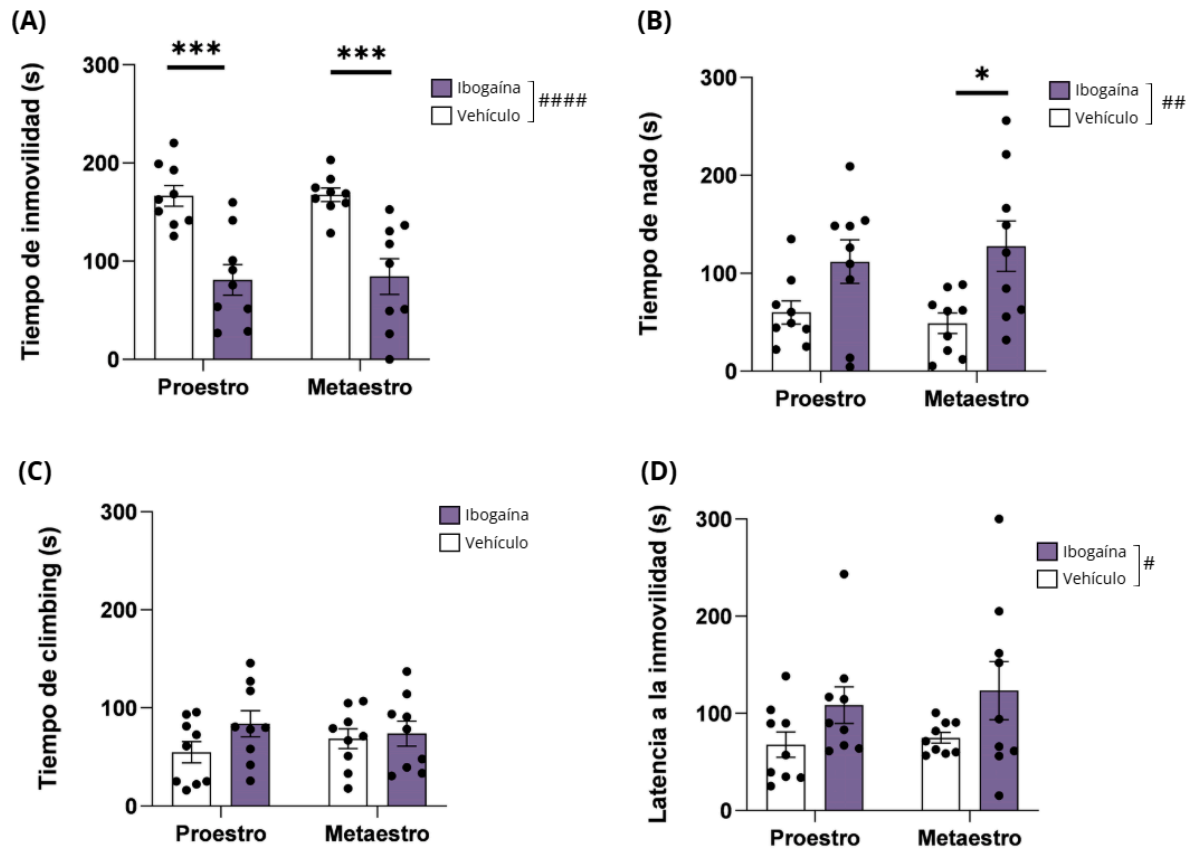 (A)
Tiempo de inmovilidad (s)
300
200
100
0
***
***
Ibogaína
Vehículo
####
Proestro
Metaestro
(B)
Tiempo de nado (s)
300
200
100
0
*
Ibogaína
Vehículo
##
Proestro
Metaestro
(C)
Tiempo de climbing (s)
300
200
100
0
Ibogaína
Vehículo
Proestro
Metaestro
(D)
Latencia a la inmovilidad (s)
300
200
100
0
Ibogaína
Vehículo
#
Proestro
Metaestro